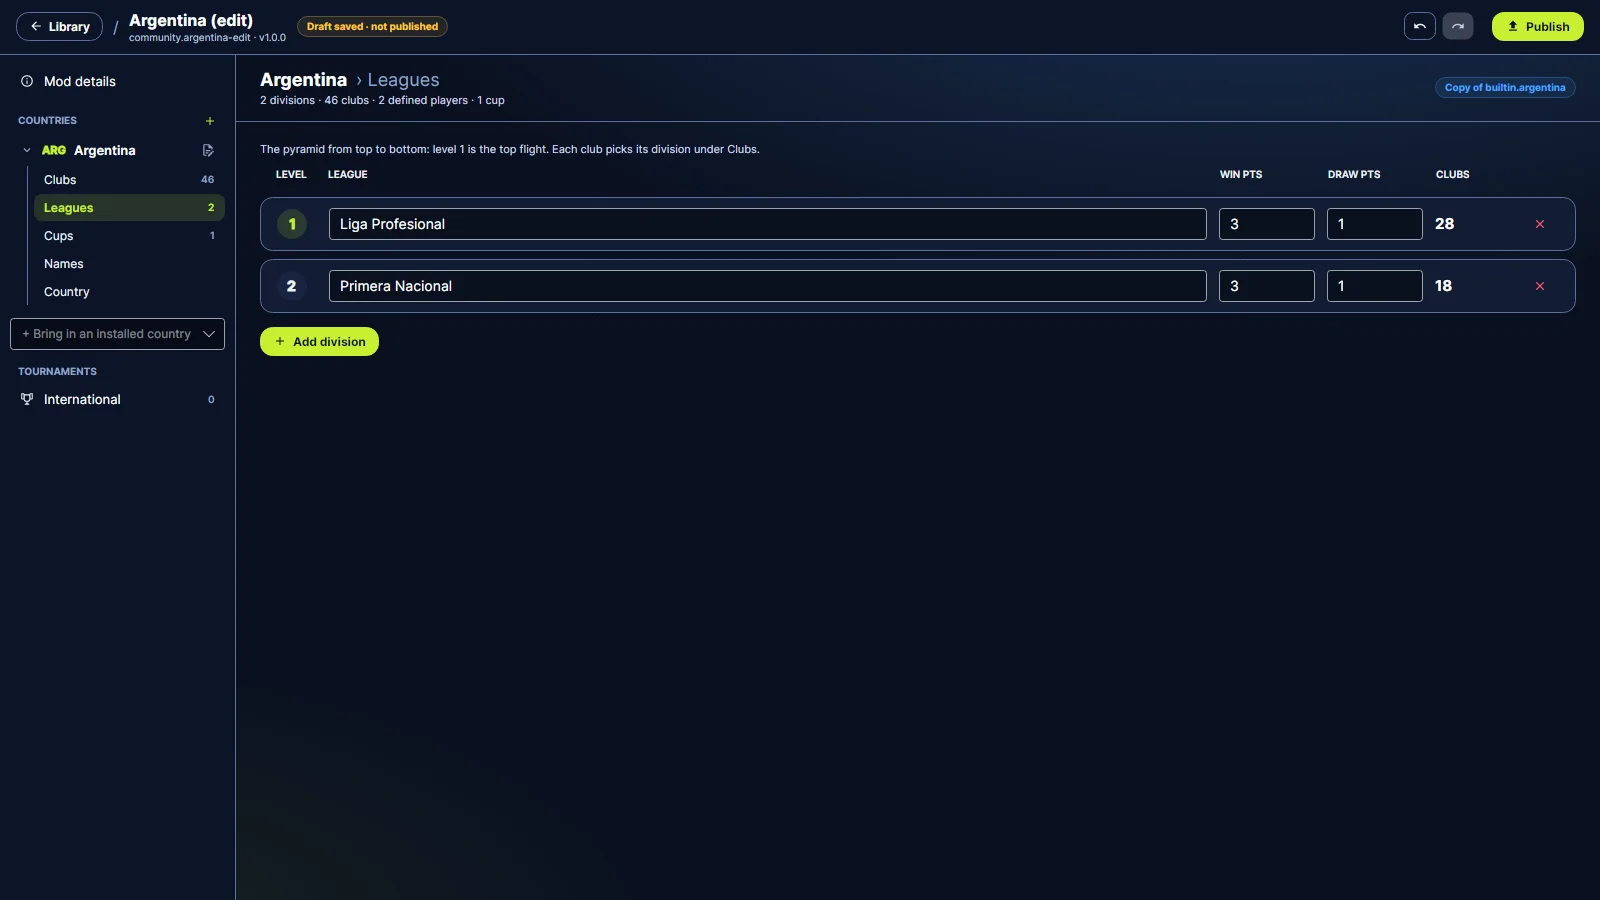 Library
/
Argentina (edit)
community.argentina-edit · v1.0.0
Draft saved · not published
Publish
Mod details
COUNTRIES
+
ARG Argentina
Clubs 46
Leagues 2
Cups 1
Names
Country
+ Bring in an installed country
TOURNAMENTS
International 0
Argentina › Leagues
2 divisions · 46 clubs · 2 defined players · 1 cup
Copy of builtin.argentina
The pyramid from top to bottom: level 1 is the top flight. Each club picks its division under Clubs.
LEVEL LEAGUE WIN PTS DRAW PTS CLUBS
1 Liga Profesional 3 1 28
2 Primera Nacional 3 1 18
+ Add division